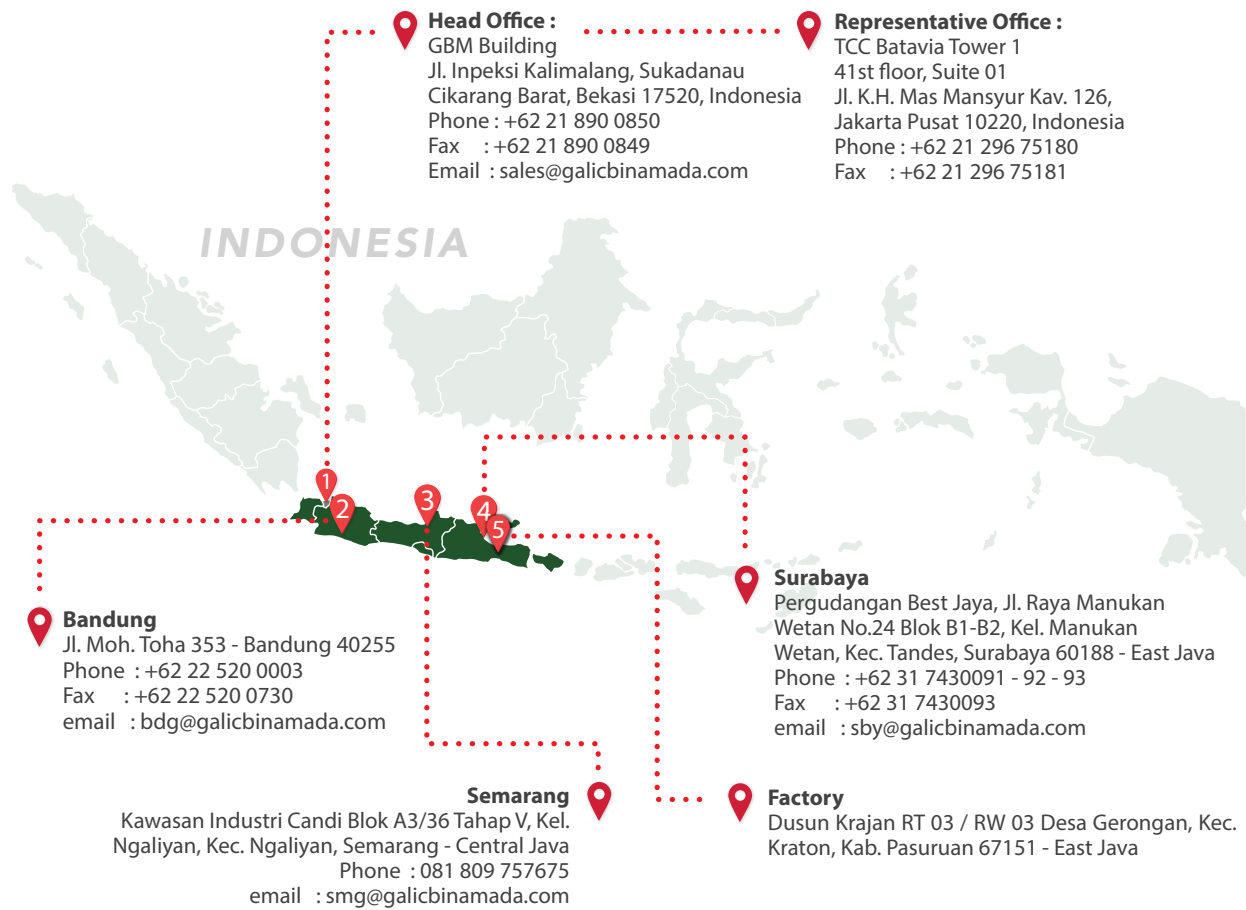 Head Office :
GBM Building
Jl. Inpeksi Kalimalang, Sukadanau
Cikarang Barat, Bekasi 17520, Indonesia
Phone : +62 21 890 0850
Fax : +62 21 890 0849
Email : sales@galicbinamada.com
Representative Office :
TCC Batavia Tower 1
41st floor, Suite 01
Jl. K.H. Mas Mansyur Kav. 126,
Jakarta Pusat 10220, Indonesia
Phone : +62 21 296 75180
Fax : +62 21 296 75181
INDONESIA
1
2
3
4
5
Bandung
Jl. Moh. Toha 353 - Bandung 40255
Phone : +62 22 520 0003
Fax : +62 22 520 0730
email : bdg@galicbinamada.com
Surabaya
Pergudangan Best Jaya, Jl. Raya Manukan
Wetan No.24 Blok B1-B2, Kel. Manukan
Wetan, Kec. Tandes, Surabaya 60188 - East Java
Phone : +62 31 7430091 - 92 - 93
Fax : +62 31 7430093
email : sby@galicbinamada.com
Semarang
Kawasan Industri Candi Blok A3/36 Tahap V, Kel.
Ngaliyan, Kec. Ngaliyan, Semarang - Central Java
Phone : 081 809 757675
email : smg@galicbinamada.com
Factory
Dusun Krajan RT 03 / RW 03 Desa Gerongan, Kec.
Kraton, Kab. Pasuruan 67151 - East Java